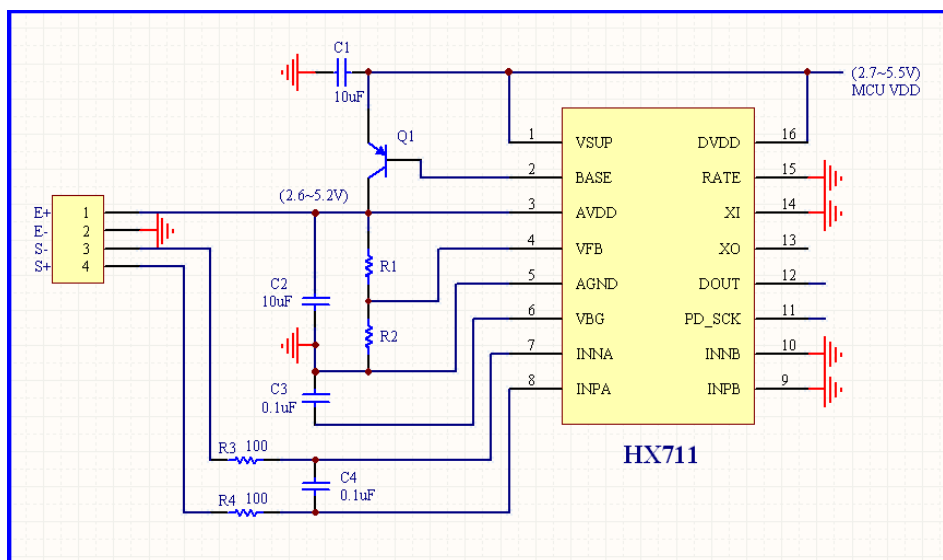 C1
10uF
(2.7~5.5V)
MCU VDD
Q1
1 VSUP DVDD 16
2 BASE RATE 15
(2.6~5.2V)
E+ 1
3 AVDD XI 14
E- 2
S- 3
4 VFB XO 13
S+ 4
R1
5 AGND DOUT 12
C2
10uF
6 VBG PD_SCK 11
R2
7 INNA INNB 10
C3
0.1uF
8 INPA INPB 9
R3 100
HX711
C4
0.1uF
R4 100